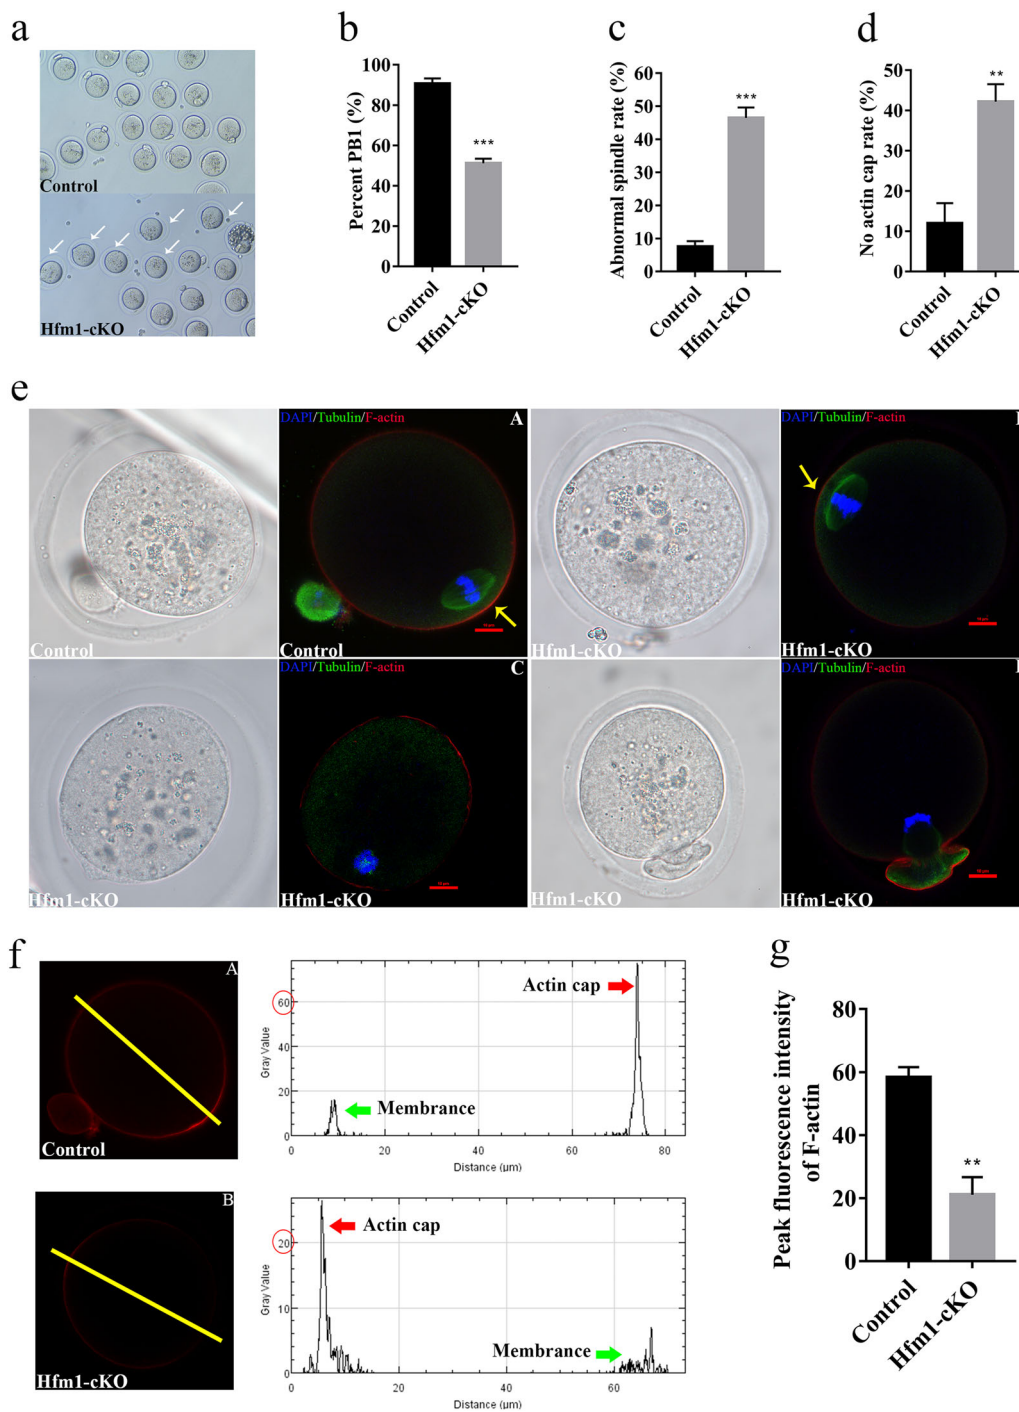 a
Control
Hfm1-cKO
b
Percent PB1 (%)
100
80
60
40
20
0
***
Control
Hfm1-cKO
c
Abnormal spindle rate (%)
60
50
40
30
20
10
0
***
Control
Hfm1-cKO
d
No actin cap rate (%)
50
40
30
20
10
0
**
Control
Hfm1-cKO
e
Control
DAPI/Tubulin/F-actin
A
Control
Hfm1-cKO
DAPI/Tubulin/F-actin
Hfm1-cKO
Hfm1-cKO
DAPI/Tubulin/F-actin
C
Hfm1-cKO
Hfm1-cKO
DAPI/Tubulin/F-actin
Hfm1-cKO
f
A
Control
Gray Value
60
40
20
0
Actin cap
Membrance
0 20 40 60 80
Distance (μm)
B
Hfm1-cKO
Gray Value
20
10
0
Actin cap
Membrance
0 20 40 60
Distance (μm)
g
Peak fluorescence intensity
of F-actin
80
60
40
20
0
**
Control
Hfm1-cKO